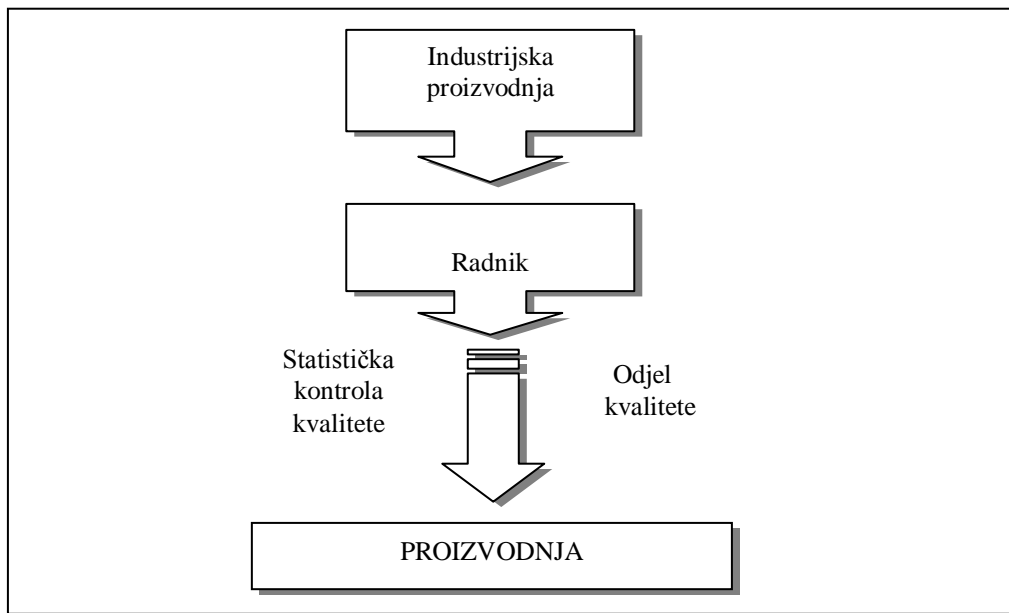 Industrijska
proizvodnja
Radnik
Statistička
kontrola
kvalitete
Odjel
kvalitete
PROIZVODNJA